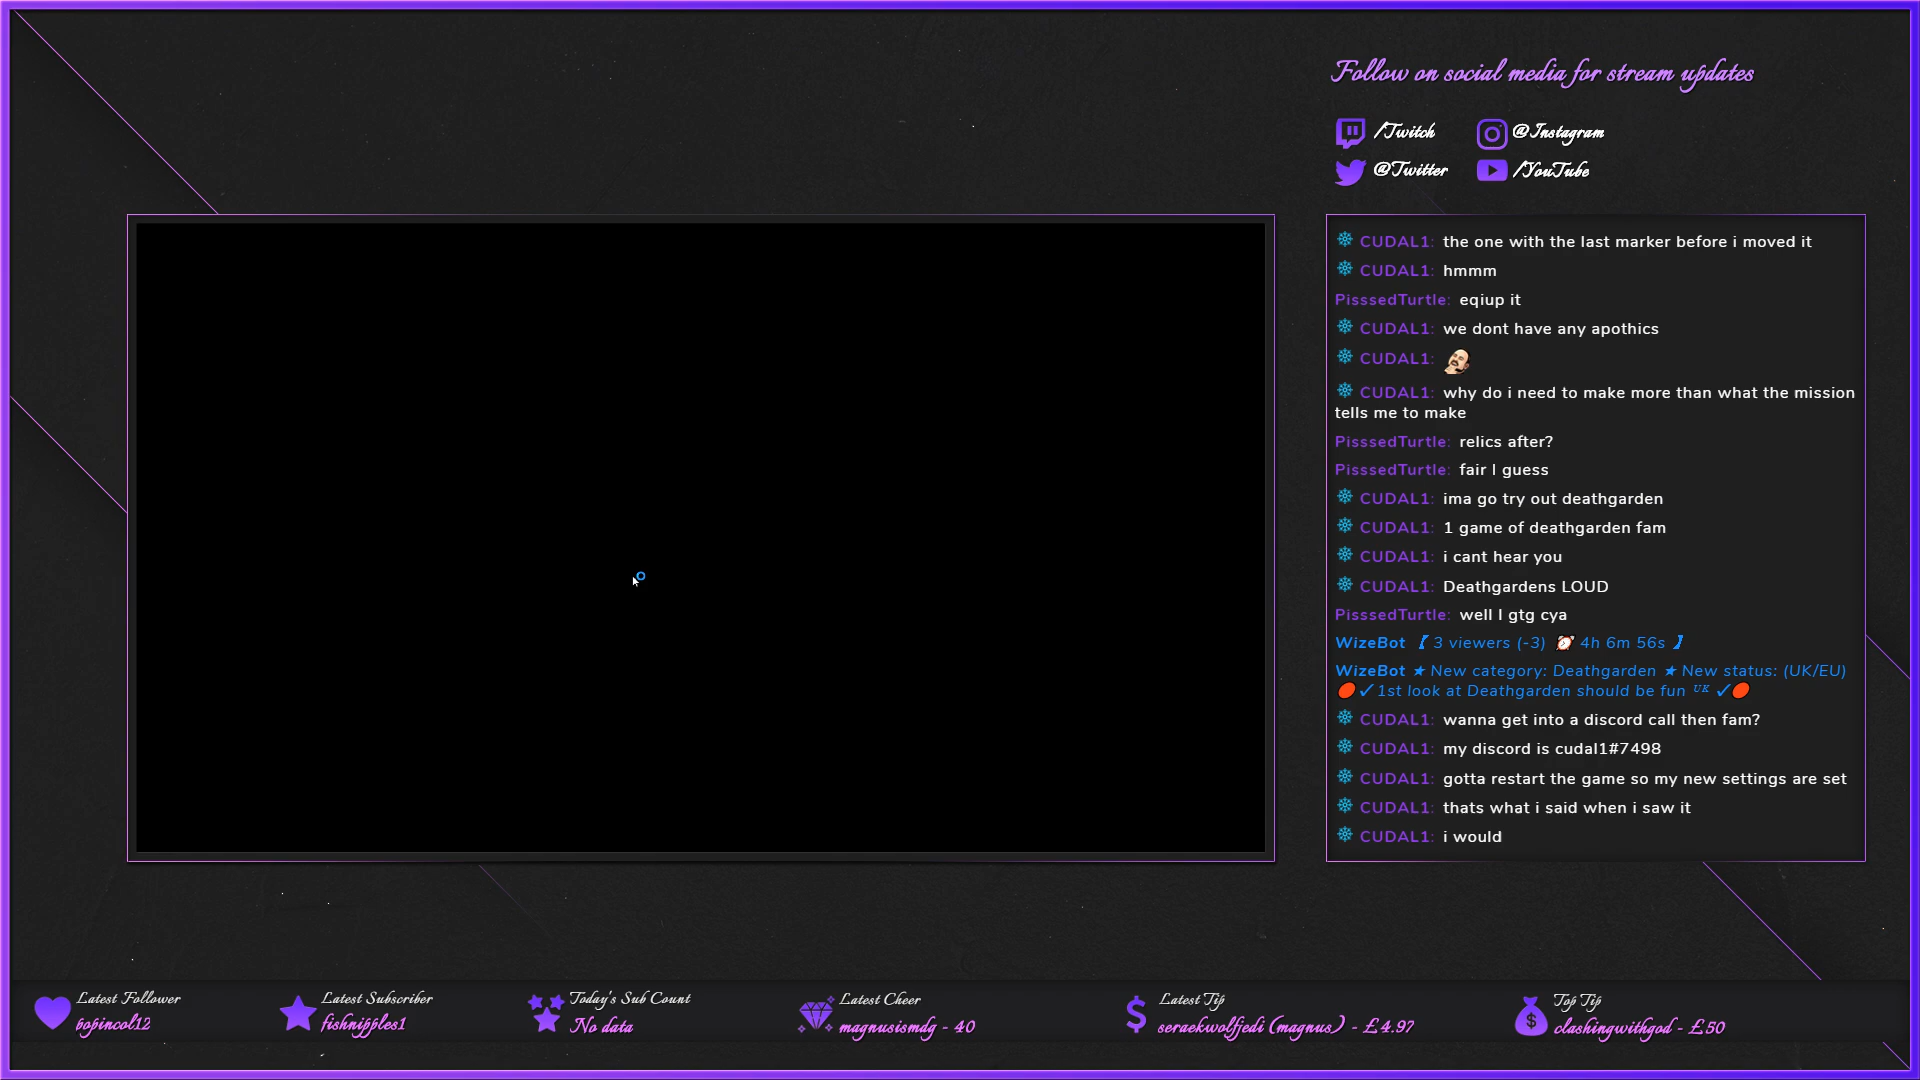 Follow on social media for stream updates
/Twitch @Instagram
@Twitter /YouTube
CUDAL1: the one with the last marker before i moved it
CUDAL1: hmmm
PisssedTurtle: eqiup it
CUDAL1: we dont have any apothics
CUDAL1:
CUDAL1: why do i need to make more than what the mission
tells me to make
PisssedTurtle: relics after?
PisssedTurtle: fair I guess
CUDAL1: ima go try out deathgarden
CUDAL1: 1 game of deathgarden fam
CUDAL1: i cant hear you
CUDAL1: Deathgardens LOUD
PisssedTurtle: well I gtg cya
WizeBot 【 3 viewers (-3) ⏰ 4h 6m 56s 】
WizeBot ★ New category: Deathgarden ★ New status: (UK/EU)
🔴✓1st look at Deathgarden should be fun ᵁᴷ ✓🔴
CUDAL1: wanna get into a discord call then fam?
CUDAL1: my discord is cudal1#7498
CUDAL1: gotta restart the game so my new settings are set
CUDAL1: thats what i said when i saw it
CUDAL1: i would
Latest Follower
bopincol12
Latest Subscriber
fishnipples1
Today's Sub Count
No data
Latest Cheer
magnusismdg - 40
Latest Tip
seraekwolfjedi (magnus) - £4.97
Top Tip
clashingwithgod - £50